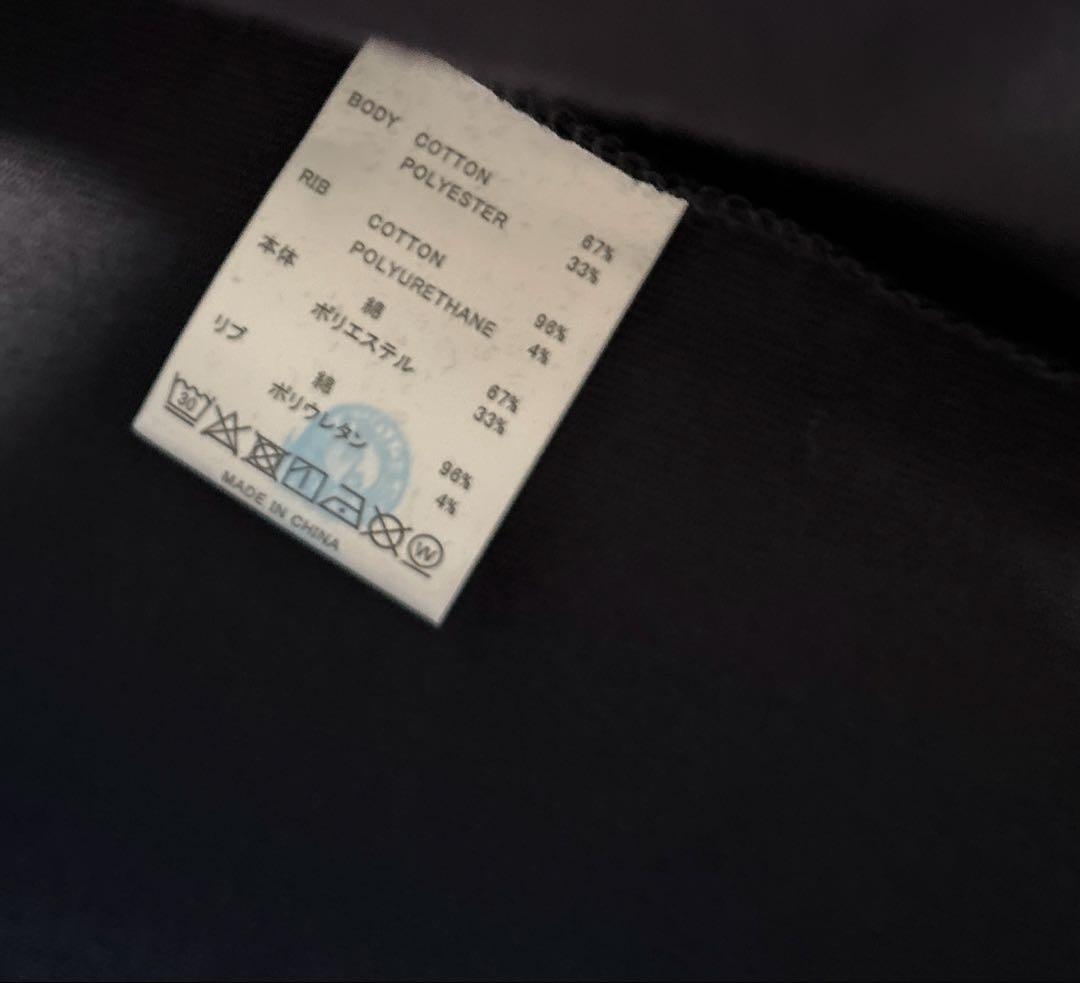 BODY COTTON 67%
POLYESTER 33%
RIB COTTON 96%
POLYURETHANE 4%
本体 綿 67%
ポリエステル 33%
リブ 綿 96%
ポリウレタン 4%
30
W
MADE IN CHINA